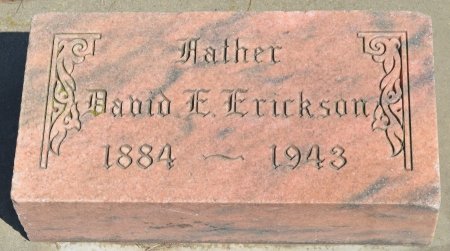 Father
David E. Erickson
1884 ~ 1943